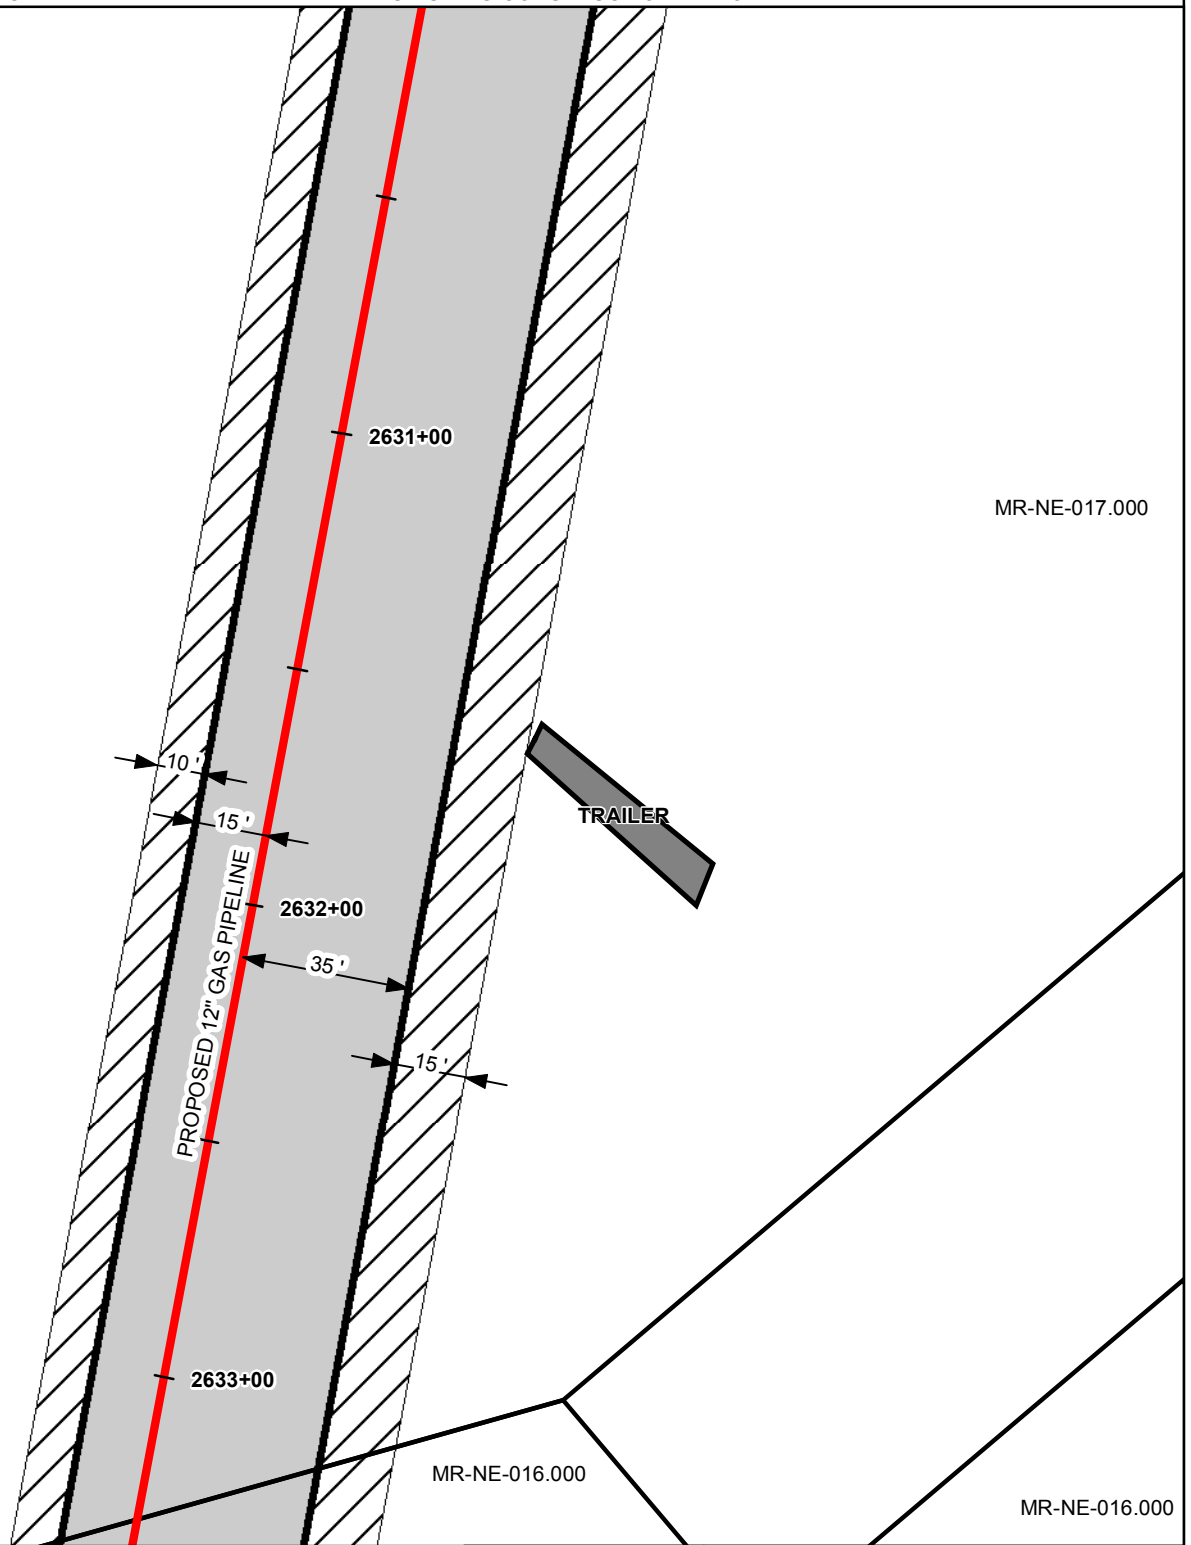 2631+00
MR-NE-017.000
10 '
15 '
TRAILER
PROPOSED 12" GAS PIPELINE
2632+00
35 '
15 '
2633+00
MR-NE-016.000
MR-NE-016.000